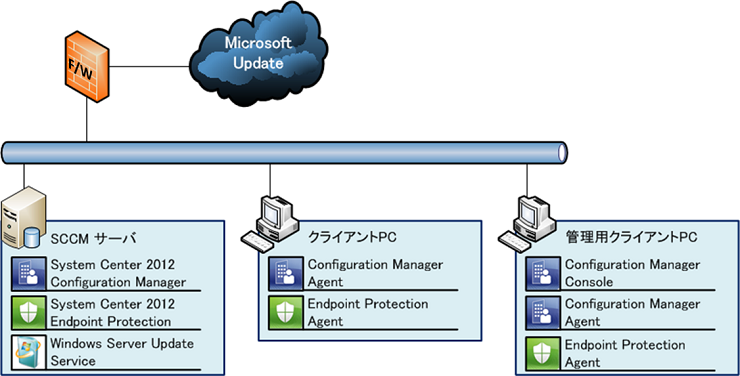 Microsoft
Update
F/W
SCCM サーバ
System Center 2012
Configuration Manager
System Center 2012
Endpoint Protection
Windows Server Update
Service
クライアントPC
Configuration Manager
Agent
Endpoint Protection
Agent
管理用クライアントPC
Configuration Manager
Console
Configuration Manager
Agent
Endpoint Protection
Agent